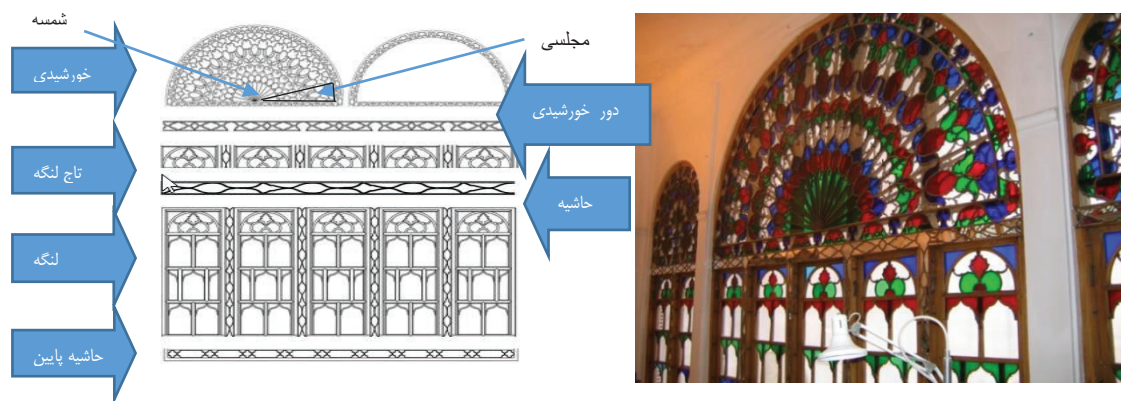 شمسه
مجلسی
خورشیدی
دور خورشیدی
تاج لنگه
حاشیه
لنگه
حاشیه پایین